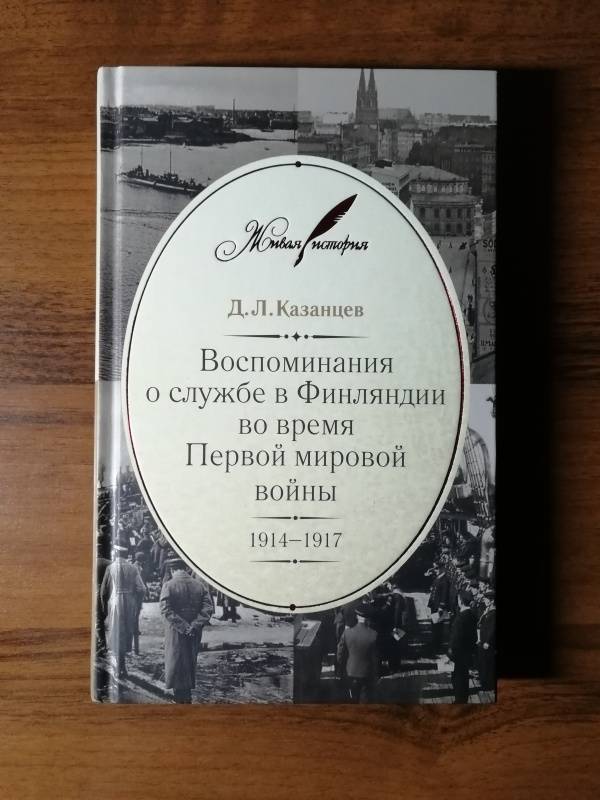 Живая история
Д. Л. Казанцев
Воспоминания
о службе в Финляндии
во время
Первой мировой
войны
1914–1917